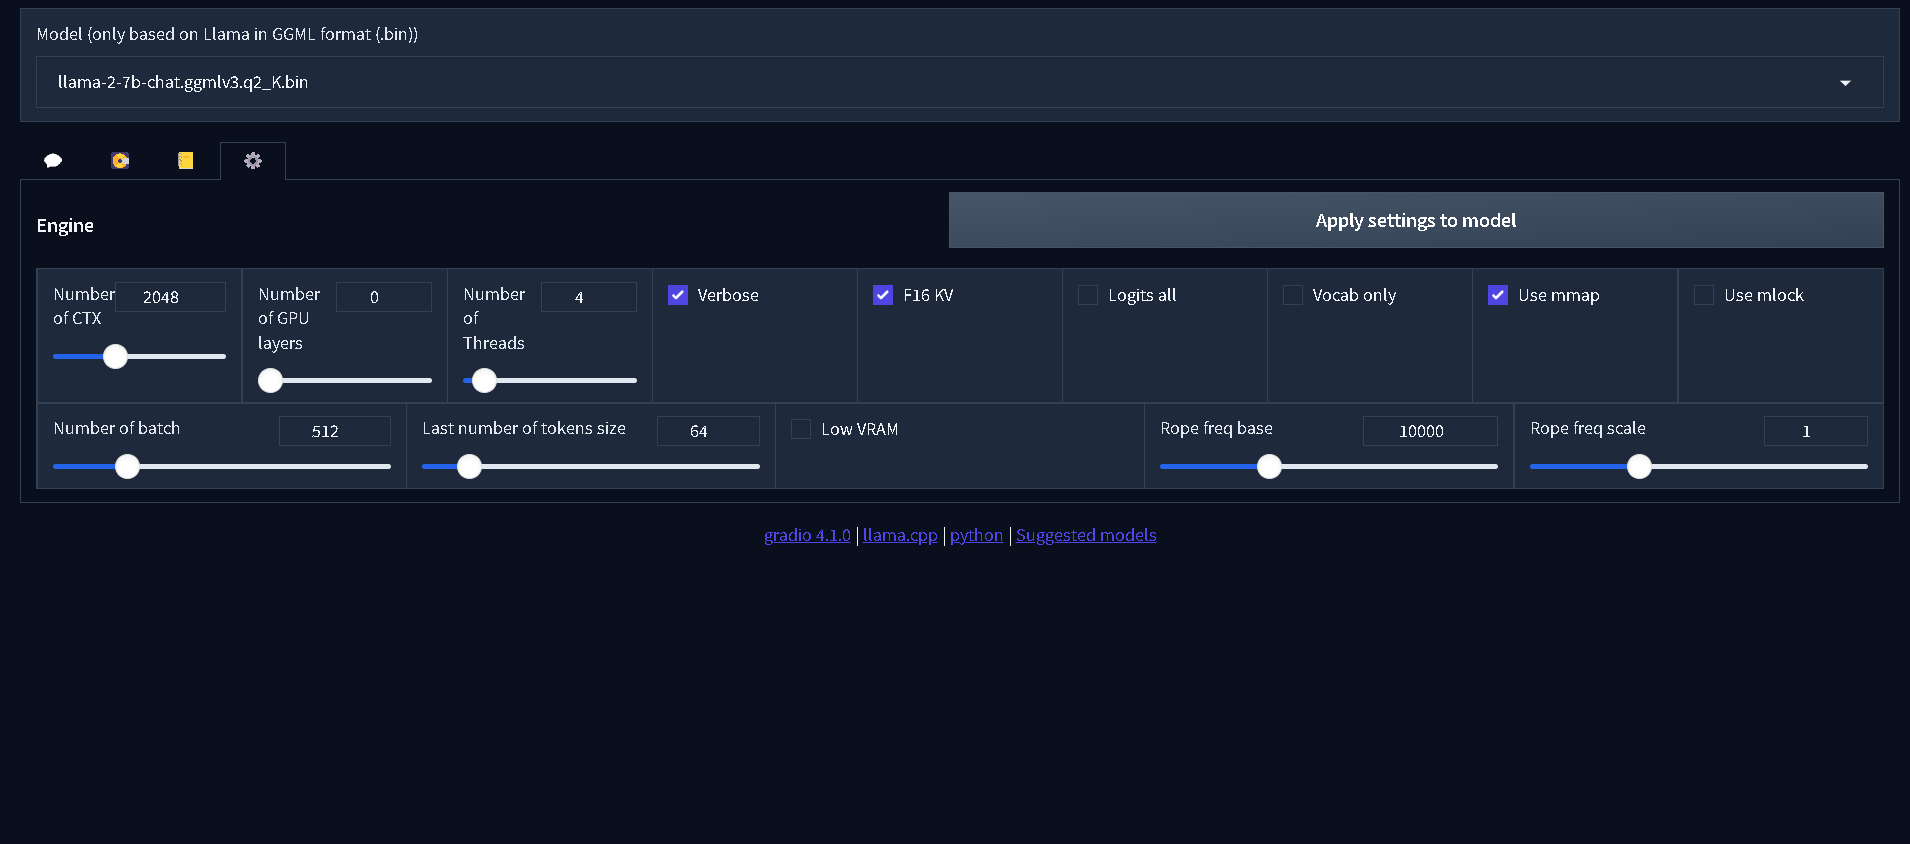 Model (only based on Llama in GGML format (.bin))
llama-2-7b-chat.ggmlv3.q2_K.bin
Engine
Apply settings to model
Number of CTX
2048
Number of GPU layers
0
Number of Threads
4
Verbose
F16 KV
Logits all
Vocab only
Use mmap
Use mlock
Number of batch
512
Last number of tokens size
64
Low VRAM
Rope freq base
10000
Rope freq scale
1
gradio 4.1.0 | llama.cpp | python | Suggested models